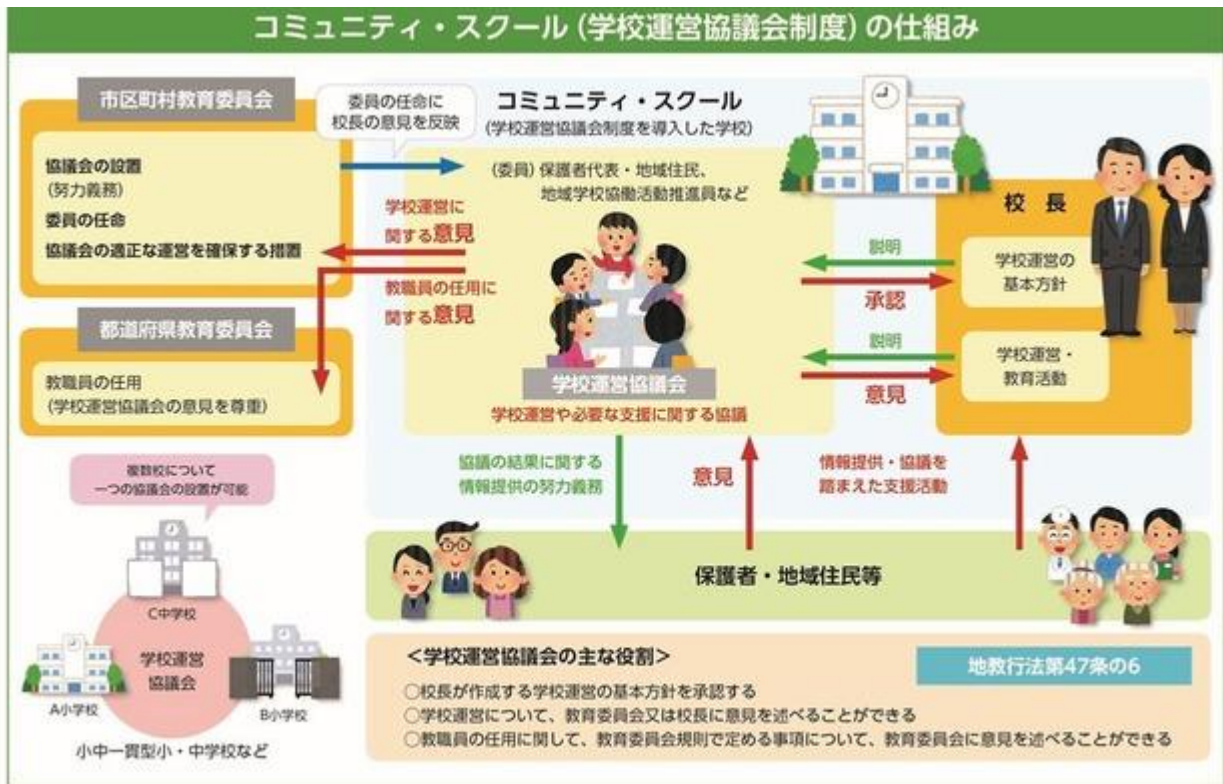 コミュニティ・スクール(学校運営協議会制度)の仕組み
市区町村教育委員会
協議会の設置
(努力義務)
委員の任命
協議会の適正な運営を確保する措置
委員の任命に
校長の意見を反映
コミュニティ・スクール
(学校運営協議会制度を導入した学校)
(委員)保護者代表・地域住民、
地域学校協働活動推進員など
学校運営に
関する意見
教職員の任用に
関する意見
都道府県教育委員会
教職員の任用
(学校運営協議会の意見を尊重)
学校運営協議会
学校運営や必要な支援に関する協議
校長
説明
承認
学校運営の
基本方針
説明
意見
学校運営・
教育活動
協議の結果に関する
情報提供の努力義務
意見
情報提供・協議を
踏まえた支援活動
保護者・地域住民等
複数校について
一つの協議会の設置が可能
C中学校
学校運営
協議会
A小学校
B小学校
小中一貫型小・中学校など
<学校運営協議会の主な役割>
地教行法第47条の6
○校長が作成する学校運営の基本方針を承認する
○学校運営について、教育委員会又は校長に意見を述べることができる
○教職員の任用に関して、教育委員会規則で定める事項について、教育委員会に意見を述べることができる